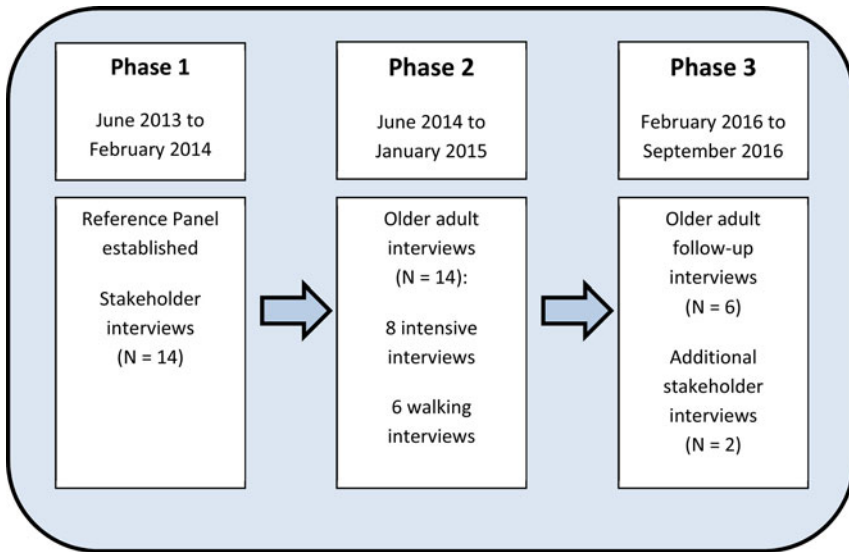 Phase 1
June 2013 to
February 2014
Reference Panel
established
Stakeholder
interviews
(N = 14)
Phase 2
June 2014 to
January 2015
Older adult
interviews
(N = 14):
8 intensive
interviews
6 walking
interviews
Phase 3
February 2016 to
September 2016
Older adult
follow-up
interviews
(N = 6)
Additional
stakeholder
interviews
(N = 2)